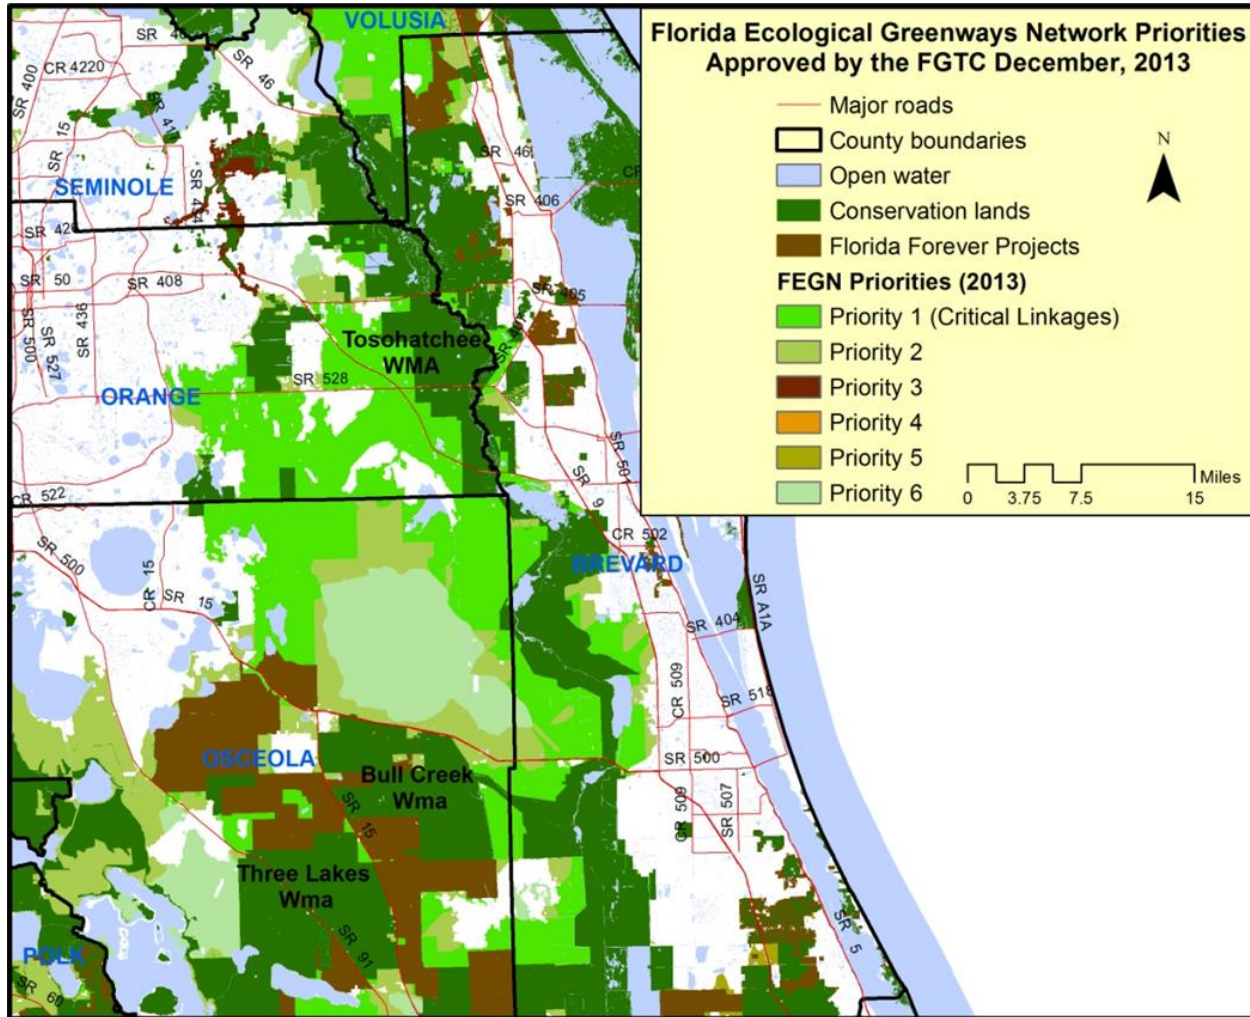 Florida Ecological Greenways Network Priorities
Approved by the FGTC December, 2013
Major roads
County boundaries
Open water
Conservation lands
Florida Forever Projects
FEGN Priorities (2013)
Priority 1 (Critical Linkages)
Priority 2
Priority 3
Priority 4
Priority 5
Priority 6
N
Miles
0 3.75 7.5 15
VOLUSIA
CR 4220
SR 400
SR 46
SR 15
SEMINOLE
SR 46
SR 406
SR 50
SR 408
SR 405
SR 436
SR 500
SR 527
Tosohatchee
WMA
SR 528
ORANGE
SR 501
SR 9
CR 522
CR 502
BREVARD
SR 500
CR 15
SR 15
SR A1A
SR 404
CR 509
SR 518
OSCEOLA
SR 500
Bull Creek
Wma
SR 15
CR 509
SR 507
Three Lakes
Wma
SR 91
SR 5
POLK
SR 60